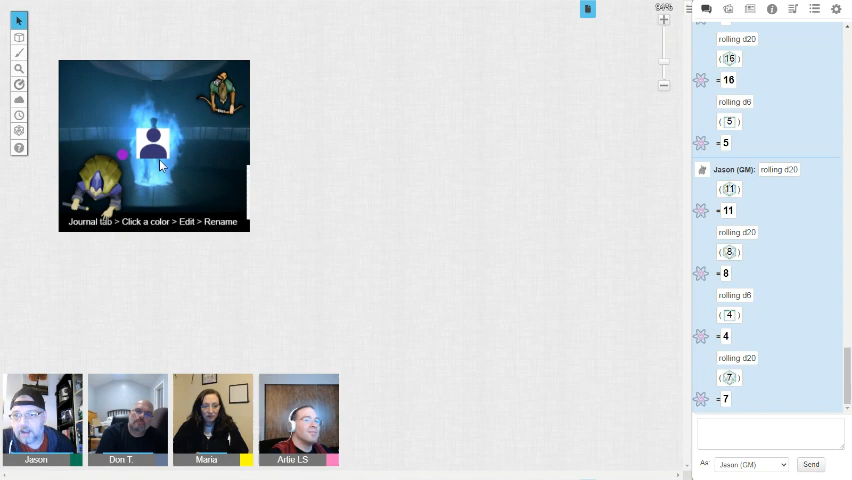 94%
rolling d20
(16)
= 16
rolling d6
(5)
= 5
Jason (GM): rolling d20
(11)
= 11
rolling d20
(8)
= 8
rolling d6
(4)
= 4
rolling d20
(7)
= 7
Journal tab > Click a color > Edit > Rename
Jason
Don T.
Maria
Artie LS
As: Jason (GM) Send